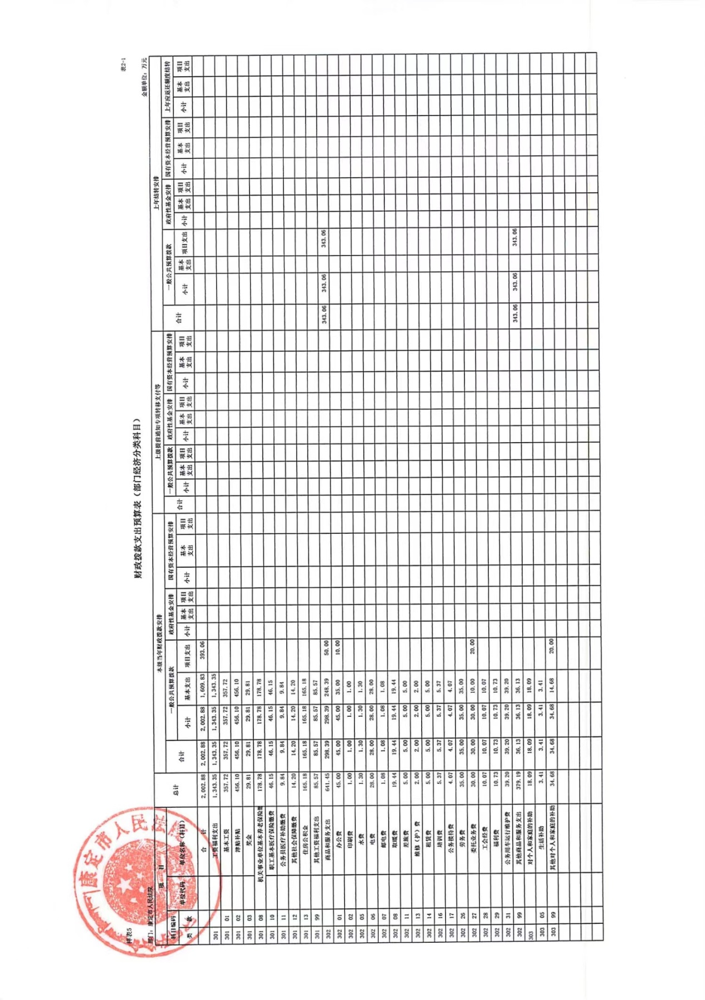 样表5
表2-1
财政拨款支出预算表（部门经济分类科目）
部门：康定市人民法院
金额单位：万元
项 目 总计 本级当年财政拨款安排 上级提前通知专项转移支付等 上年结转安排
科目编码 单位代码 单位名称（科目） 合计 一般公共预算拨款 政府性基金安排 国有资本经营预算安排 合计 一般公共预算拨款 政府性基金安排 国有资本经营预算安排 合计 一般公共预算拨款 政府性基金安排 国有资本经营预算安排 上年应返还额度结转
类 款 小计 基本支出 项目支出 小计 基本支出 项目支出 小计 基本支出 项目支出 小计 基本支出 项目支出 小计 基本支出 项目支出 小计 基本支出 项目支出 小计 基本支出 项目支出 小计 基本支出 项目支出 小计 基本支出 项目支出 小计 基本支出 项目支出
合 计 2,002.88 2,002.88 2,002.88 1,609.83 393.06
301 工资福利支出 1,343.35 1,343.35 1,343.35 1,343.35
301 01 基本工资 357.72 357.72 357.72 357.72
301 02 津贴补贴 456.10 456.10 456.10 456.10
301 03 奖金 29.81 29.81 29.81 29.81
301 08 机关事业单位基本养老保险缴 178.78 178.78 178.78 178.78
301 10 职工基本医疗保险缴费 46.15 46.15 46.15 46.15
301 11 公务员医疗补助缴费 9.84 9.84 9.84 9.84
301 12 其他社会保障缴费 14.20 14.20 14.20 14.20
301 13 住房公积金 165.18 165.18 165.18 165.18
301 99 其他工资福利支出 85.57 85.57 85.57 85.57
302 商品和服务支出 641.45 298.39 298.39 248.39 50.00 343.06 343.06 343.06
302 01 办公费 45.00 45.00 45.00 35.00 10.00
302 02 印刷费 1.00 1.00 1.00 1.00
302 05 水费 1.30 1.30 1.30 1.30
302 06 电费 28.00 28.00 28.00 28.00
302 07 邮电费 1.08 1.08 1.08 1.08
302 08 取暖费 19.44 19.44 19.44 19.44
302 11 差旅费 5.00 5.00 5.00 5.00
302 13 维修（护）费 2.00 2.00 2.00 2.00
302 14 租赁费 5.00 5.00 5.00 5.00
302 16 培训费 5.37 5.37 5.37 5.37
302 17 公务接待费 4.07 4.07 4.07 4.07
302 26 劳务费 35.00 35.00 35.00 35.00
302 27 委托业务费 30.00 30.00 30.00 10.00 20.00
302 28 工会经费 10.07 10.07 10.07 10.07
302 29 福利费 10.73 10.73 10.73 10.73
302 31 公务用车运行维护费 39.20 39.20 39.20 39.20
302 99 其他商品和服务支出 379.19 36.13 36.13 36.13 343.06 343.06 343.06
303 对个人和家庭的补助 18.09 18.09 18.09 18.09
303 05 生活补助 3.41 3.41 3.41 3.41
303 99 其他对个人和家庭的补助 34.68 34.68 34.68 14.68 20.00
康定市人民法院